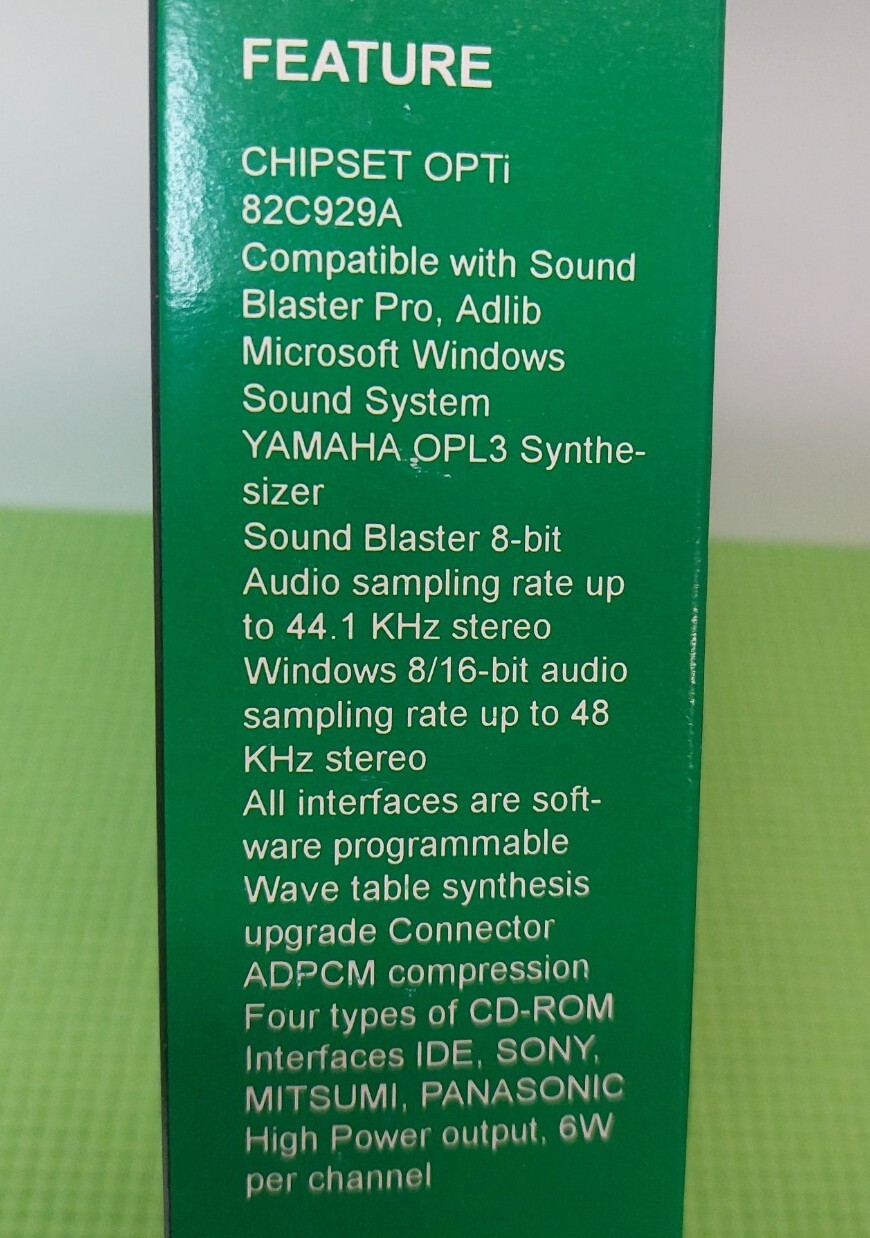 FEATURE
CHIPSET OPTi
82C929A
Compatible with Sound
Blaster Pro, Adlib
Microsoft Windows
Sound System
YAMAHA OPL3 Synthe-
sizer
Sound Blaster 8-bit
Audio sampling rate up
to 44.1 KHz stereo
Windows 8/16-bit audio
sampling rate up to 48
KHz stereo
All interfaces are soft-
ware programmable
Wave table synthesis
upgrade Connector
ADPCM compression
Four types of CD-ROM
Interfaces IDE, SONY,
MITSUMI, PANASONIC
High Power output, 6W
per channel